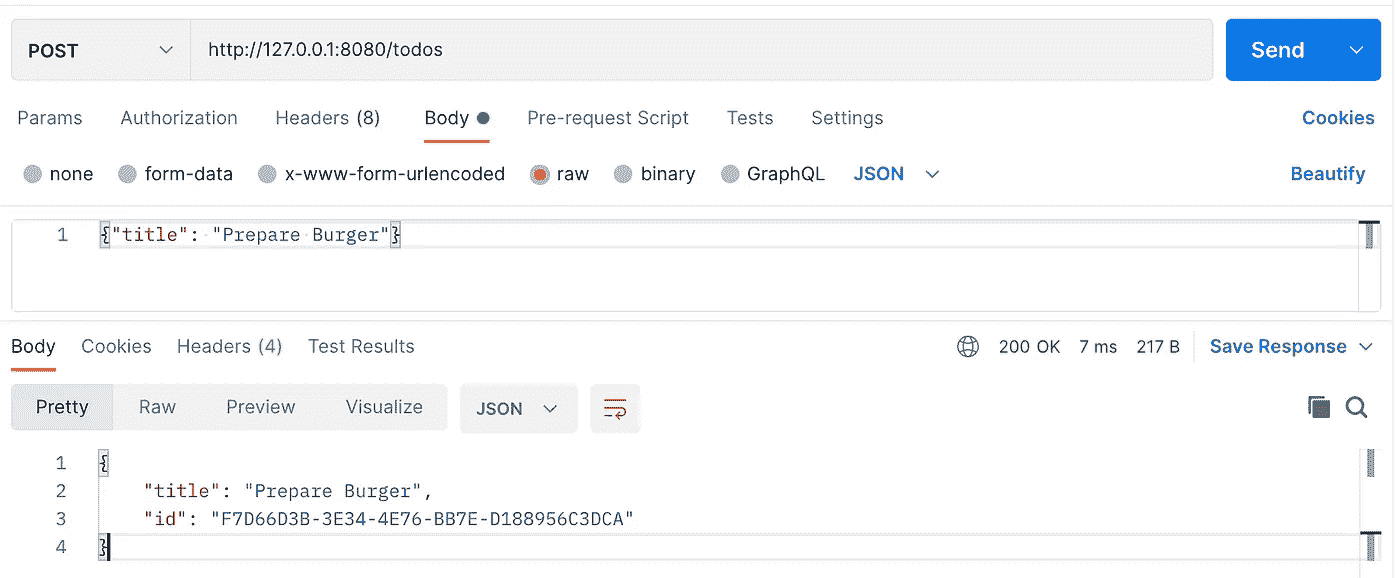 POST http://127.0.0.1:8080/todos Send
Params Authorization Headers (8) Body Pre-request Script Tests Settings Cookies
none form-data x-www-form-urlencoded raw binary GraphQL JSON Beautify
1 {"title": "Prepare Burger"}
Body Cookies Headers (4) Test Results 200 OK 7 ms 217 B Save Response
Pretty Raw Preview Visualize JSON
1 {
2 "title": "Prepare Burger",
3 "id": "F7D66D3B-3E34-4E76-BB7E-D188956C3DCA"
4 }